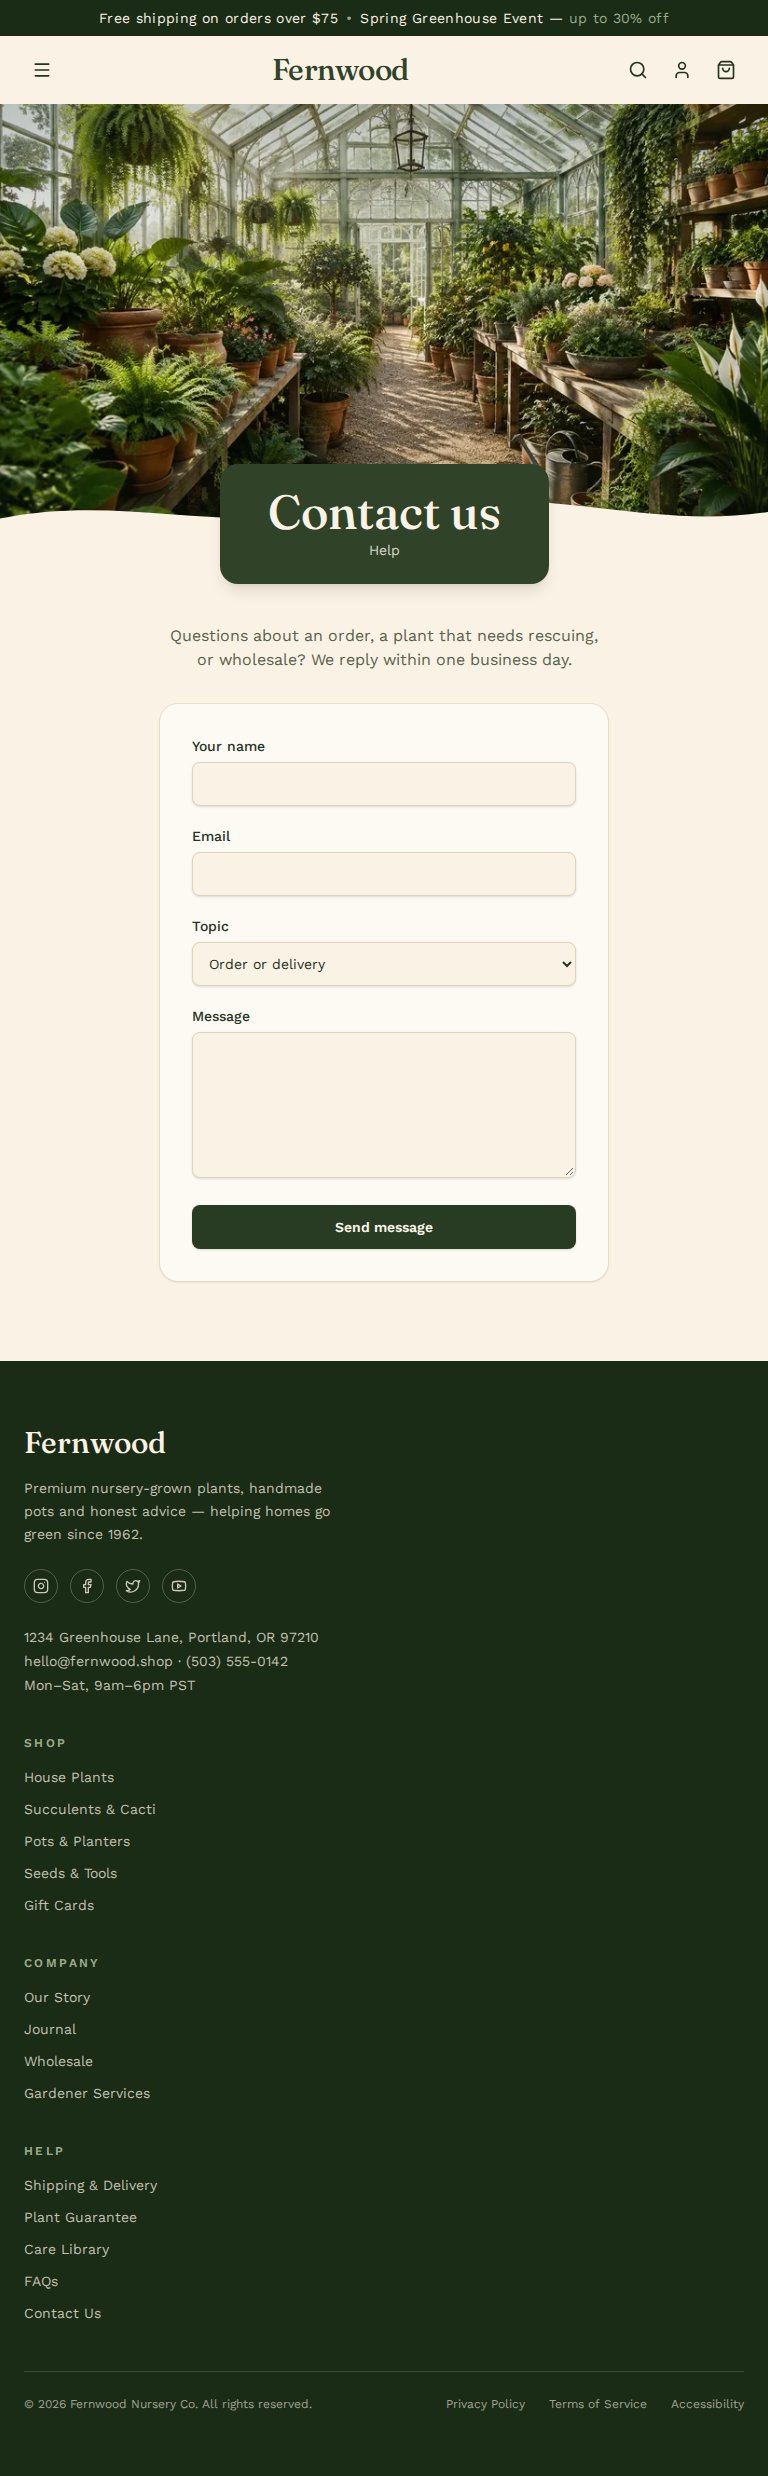 Free shipping on orders over $75 • Spring Greenhouse Event — up to 30% off
Fernwood
Contact us
Help
Questions about an order, a plant that needs rescuing,
or wholesale? We reply within one business day.
Your name
Email
Topic
Order or delivery
Message
Send message
Fernwood
Premium nursery-grown plants, handmade
pots and honest advice — helping homes go
green since 1962.
1234 Greenhouse Lane, Portland, OR 97210
hello@fernwood.shop · (503) 555-0142
Mon–Sat, 9am–6pm PST
SHOP
House Plants
Succulents & Cacti
Pots & Planters
Seeds & Tools
Gift Cards
COMPANY
Our Story
Journal
Wholesale
Gardener Services
HELP
Shipping & Delivery
Plant Guarantee
Care Library
FAQs
Contact Us
© 2026 Fernwood Nursery Co. All rights reserved. Privacy Policy Terms of Service Accessibility